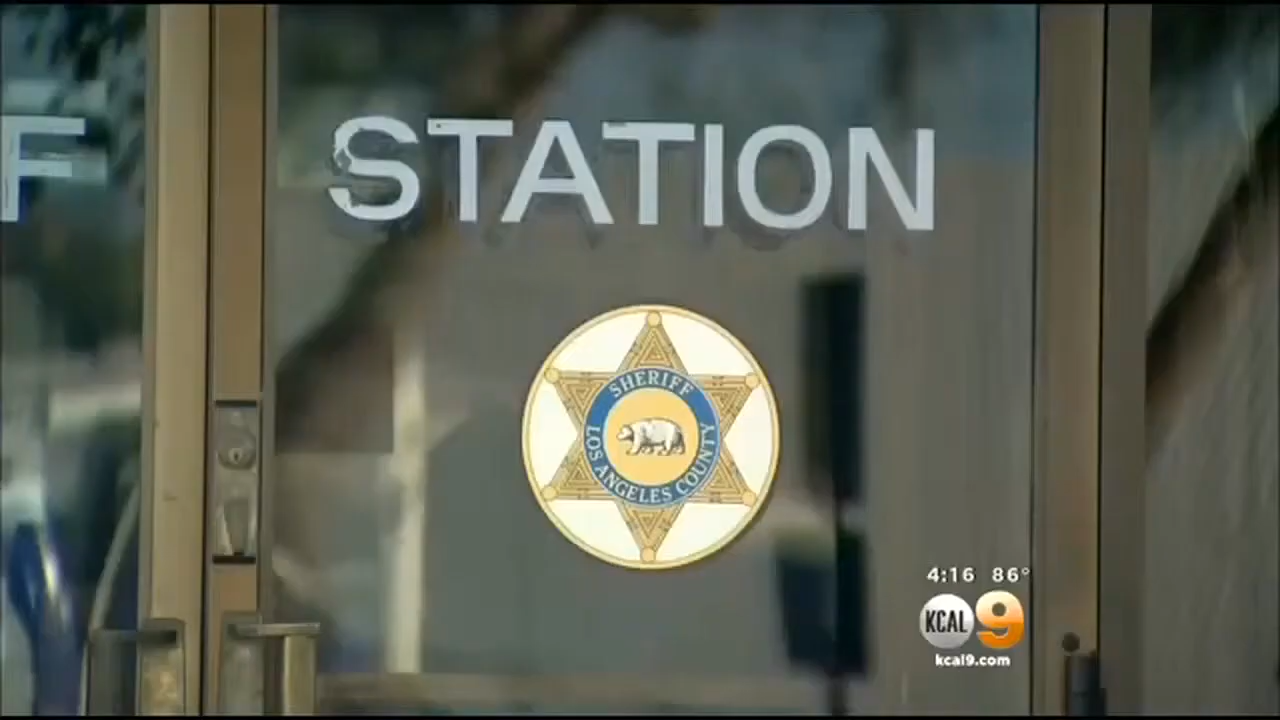 F STATION
SHERIFF
LOS ANGELES COUNTY
4:16 86°
KCAL 9
kcal9.com